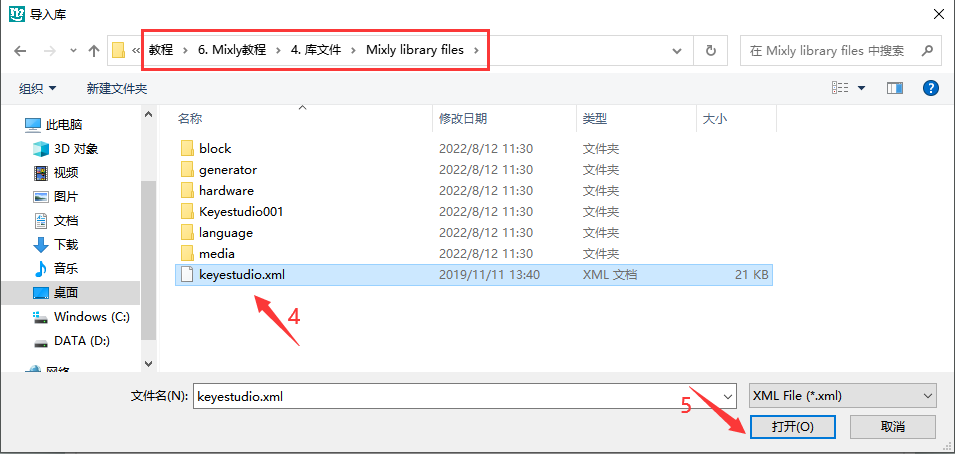 导入库
« 教程 > 6. Mixly教程 > 4. 库文件 > Mixly library files >
在 Mixly library files 中搜索
组织 新建文件夹
名称 修改日期 类型 大小
此电脑
3D 对象
视频
图片
文档
下载
音乐
桌面
Windows (C:)
DATA (D:)
网络
block 2022/8/12 11:30 文件夹
generator 2022/8/12 11:30 文件夹
hardware 2022/8/12 11:30 文件夹
Keyestudio001 2022/8/12 11:30 文件夹
language 2022/8/12 11:30 文件夹
media 2022/8/12 11:30 文件夹
keyestudio.xml 2019/11/11 13:40 XML 文档 21 KB
4
文件名(N): keyestudio.xml XML File (*.xml)
5
打开(O) 取消